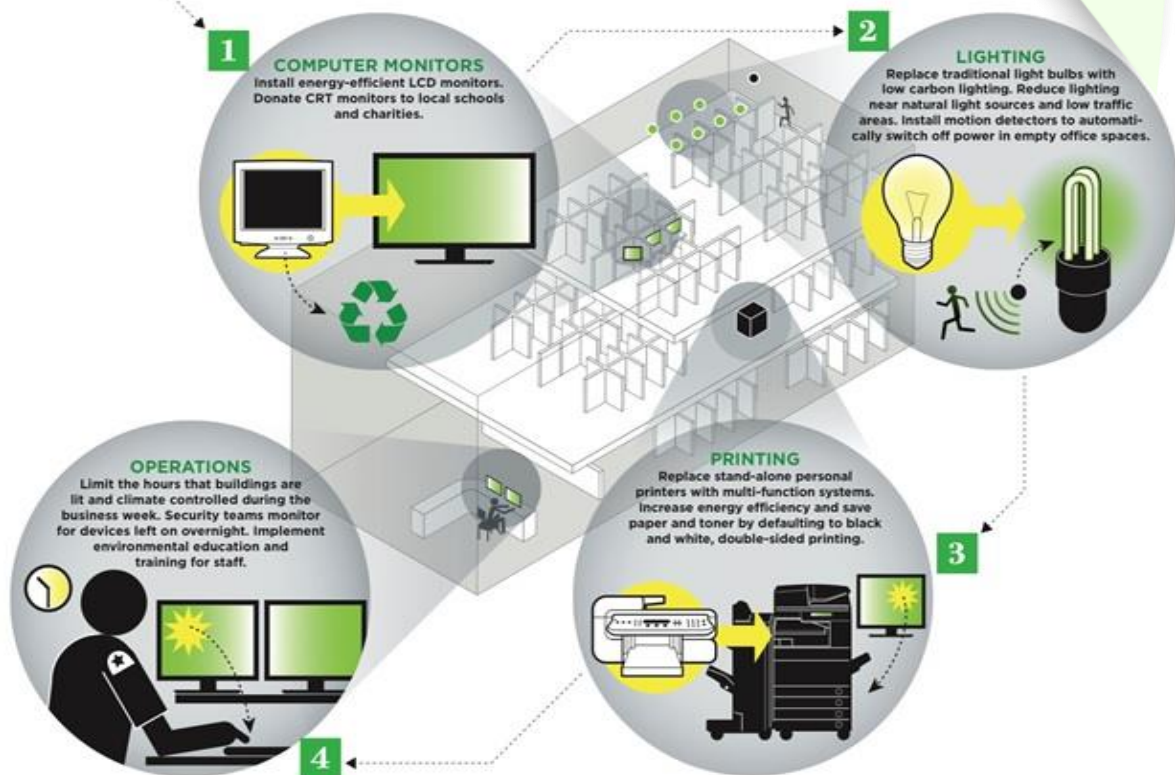 1
COMPUTER MONITORS
Install energy-efficient LCD monitors.
Donate CRT monitors to local schools
and charities.
2
LIGHTING
Replace traditional light bulbs with
low carbon lighting. Reduce lighting
near natural light sources and low traffic
areas. Install motion detectors to automati-
cally switch off power in empty office spaces.
3
PRINTING
Replace stand-alone personal
printers with multi-function systems.
Increase energy efficiency and save
paper and toner by defaulting to black
and white, double-sided printing.
4
OPERATIONS
Limit the hours that buildings are
lit and climate controlled during the
business week. Security teams monitor
for devices left on overnight. Implement
environmental education and
training for staff.